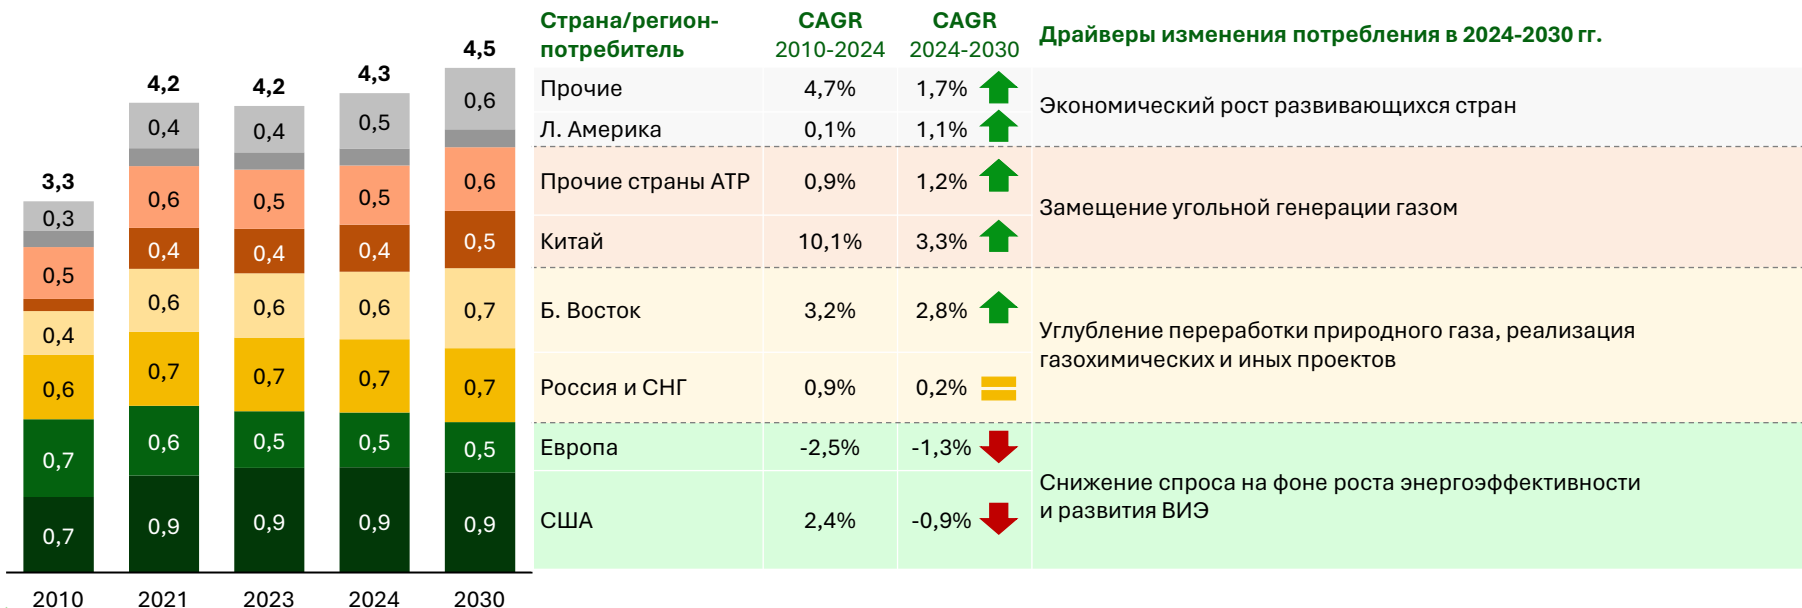 Страна/регион-
потребитель
CAGR
2010-2024
CAGR
2024-2030
Драйверы изменения потребления в 2024-2030 гг.
3,3
4,2
4,2
4,3
4,5
0,3
0,5
0,4
0,6
0,7
0,7
2010
0,4
0,6
0,4
0,6
0,7
0,6
0,9
2021
0,4
0,5
0,4
0,6
0,7
0,5
0,9
2023
0,5
0,5
0,4
0,6
0,7
0,5
0,9
2024
0,6
0,6
0,5
0,7
0,7
0,5
0,9
2030
Прочие 4,7% 1,7%
Л. Америка 0,1% 1,1%
Экономический рост развивающихся стран
Прочие страны АТР 0,9% 1,2%
Китай 10,1% 3,3%
Замещение угольной генерации газом
Б. Восток 3,2% 2,8%
Россия и СНГ 0,9% 0,2%
Углубление переработки природного газа, реализация
газохимических и иных проектов
Европа -2,5% -1,3%
США 2,4% -0,9%
Снижение спроса на фоне роста энергоэффективности
и развития ВИЭ